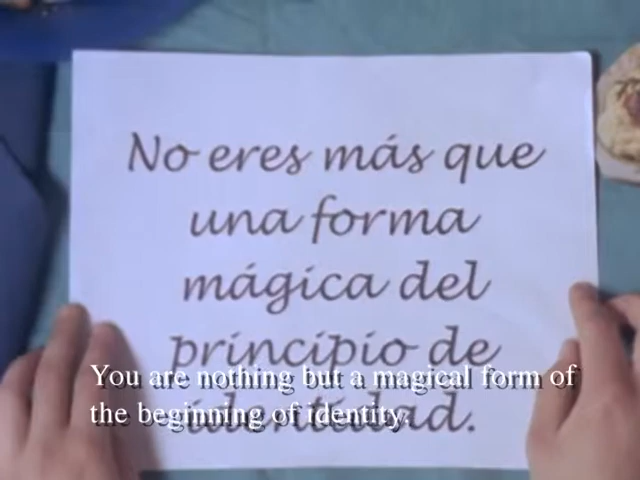 No eres más que
una forma
mágica del
principio de
identidad.
You are nothing but a magical form of
the beginning of identity.